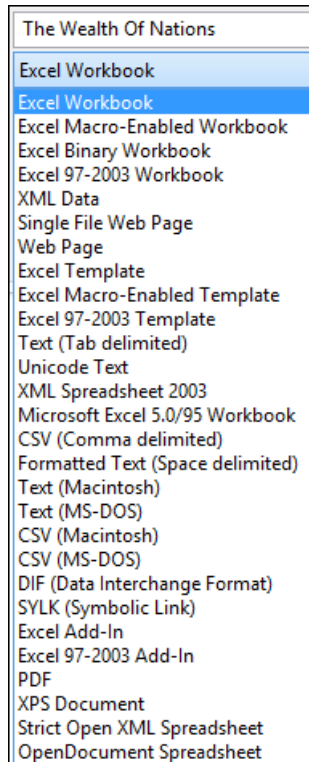 The Wealth Of Nations
Excel Workbook
Excel Workbook
Excel Macro-Enabled Workbook
Excel Binary Workbook
Excel 97-2003 Workbook
XML Data
Single File Web Page
Web Page
Excel Template
Excel Macro-Enabled Template
Excel 97-2003 Template
Text (Tab delimited)
Unicode Text
XML Spreadsheet 2003
Microsoft Excel 5.0/95 Workbook
CSV (Comma delimited)
Formatted Text (Space delimited)
Text (Macintosh)
Text (MS-DOS)
CSV (Macintosh)
CSV (MS-DOS)
DIF (Data Interchange Format)
SYLK (Symbolic Link)
Excel Add-In
Excel 97-2003 Add-In
PDF
XPS Document
Strict Open XML Spreadsheet
OpenDocument Spreadsheet